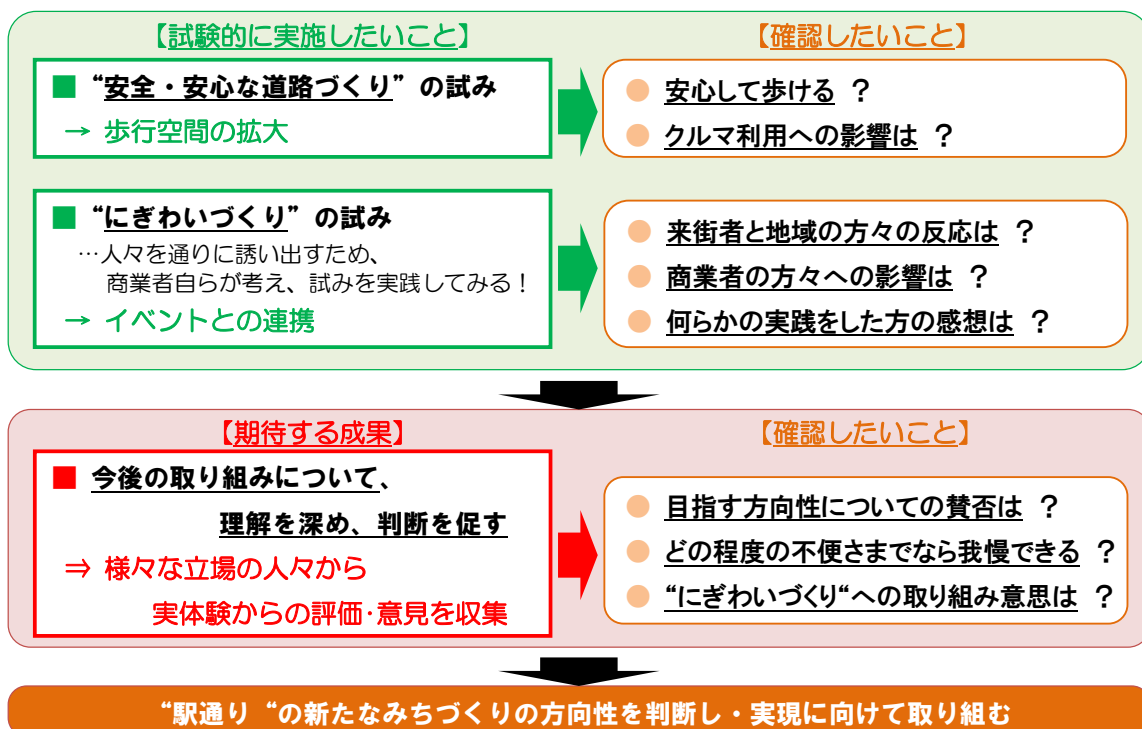 【試験的に実施したいこと】
■ “安全・安心な道路づくり”の試み
→ 歩行空間の拡大
【確認したいこと】
● 安心して歩ける ？
● クルマ利用への影響は ？
■ “にぎわいづくり”の試み
…人々を通りに誘い出すため、
商業者自らが考え、試みを実践してみる！
→ イベントとの連携
● 来街者と地域の方々の反応は ？
● 商業者の方々への影響は ？
● 何らかの実践をした方の感想は ？
【期待する成果】
■ 今後の取り組みについて、
理解を深め、判断を促す
⇒ 様々な立場の人々から
実体験からの評価・意見を収集
【確認したいこと】
● 目指す方向性についての賛否は ？
● どの程度の不便さまでなら我慢できる ？
● “にぎわいづくり“への取り組み意思は ？
“駅通り“の新たなみちづくりの方向性を判断し・実現に向けて取り組む